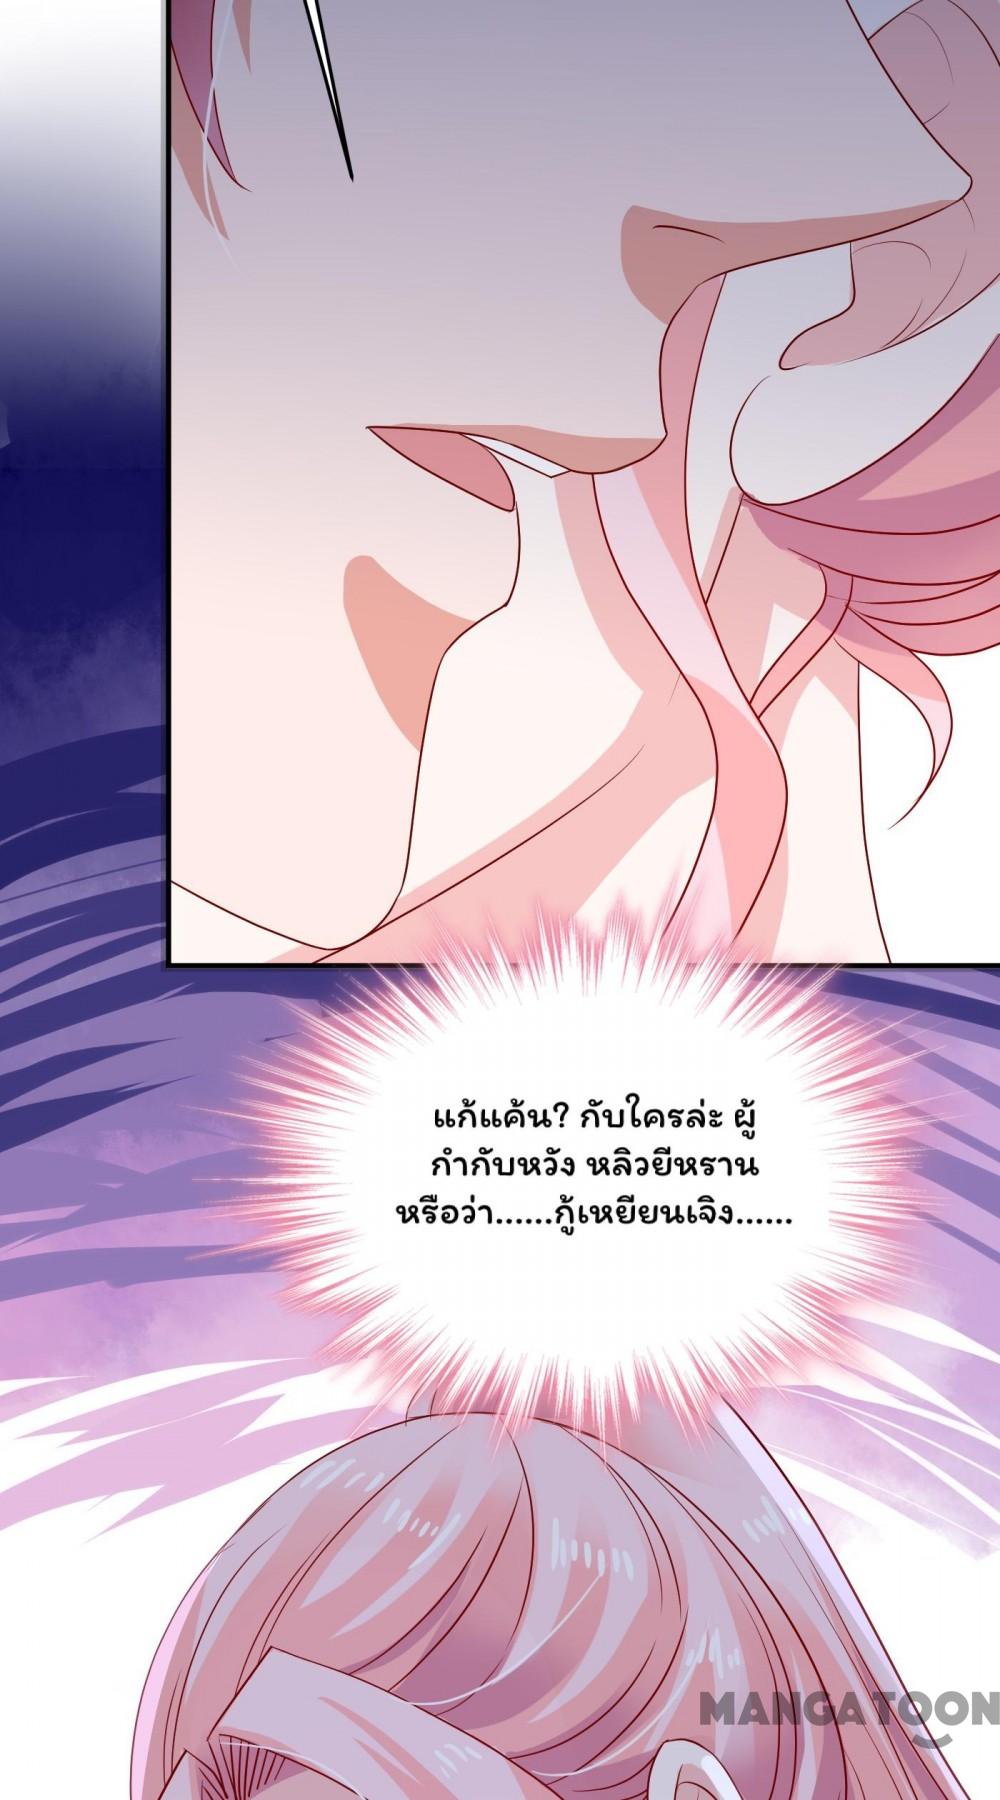 แก้แค้น? กับใครล่ะ ผู้
กำกับหวัง หลิวยีหราน
หรือว่า......กู้เหยียนเจิง......
MANGATOON